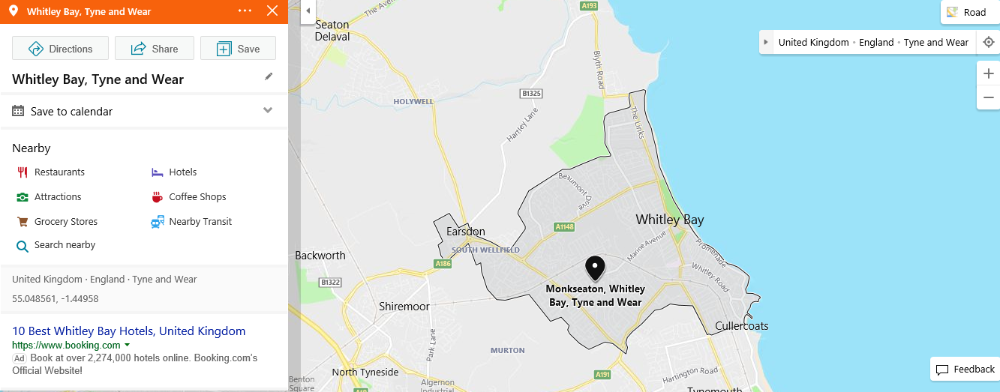 Whitley Bay, Tyne and Wear
Directions
Share
Save
Whitley Bay, Tyne and Wear
Save to calendar
Nearby
Restaurants
Hotels
Attractions
Coffee Shops
Grocery Stores
Nearby Transit
Search nearby
United Kingdom · England · Tyne and Wear
55.048561, -1.44958
10 Best Whitley Bay Hotels, United Kingdom
https://www.booking.com
Ad Book at over 2,274,000 hotels online. Booking.com's
Official Website!
A193
Road
Seaton
Delaval
United Kingdom · England · Tyne and Wear
Blyth Road
B1325
HOLYWELL
Hartley Lane
The Links
Beaumont Drive
Whitley Bay
A1148
Earsdon
SOUTH WELLFIELD
Marine Avenue
Promenade
Backworth
A186
Whitley Road
Monkseaton, Whitley
Bay, Tyne and Wear
B1322
Shiremoor
Cullercoats
Park Lane
MURTON
North Tyneside
A191
Hartington Road
Benton
Square
Algernon
Industrial
A19
Tynemouth
Feedback